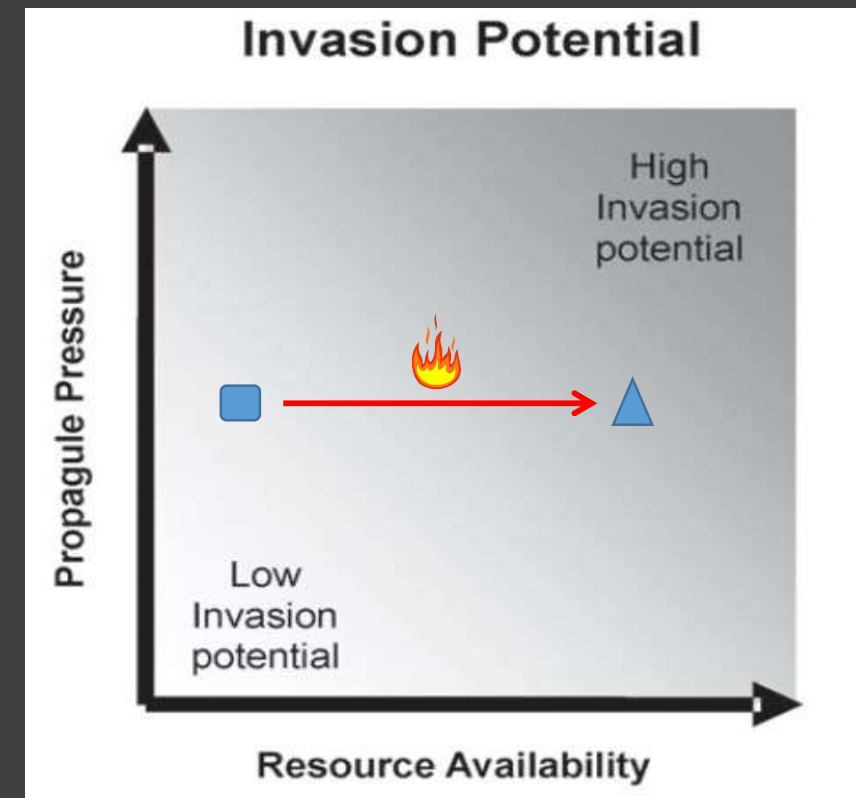 Invasion Potential
High
Invasion
potential
Propagule Pressure
Low
Invasion
potential
Resource Availability